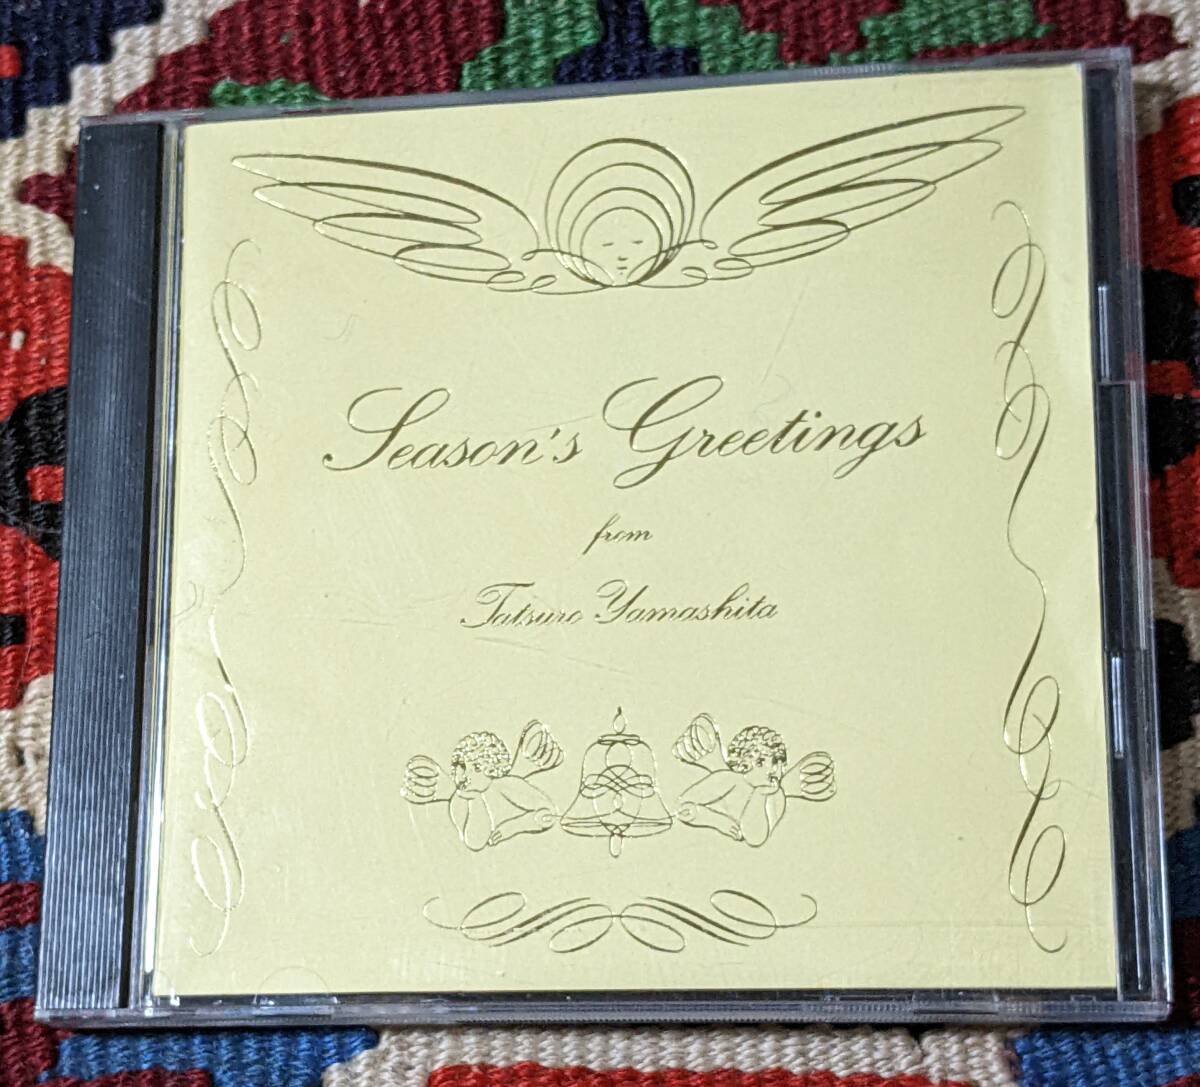 Season's Greetings
from
Tatsuro Yamashita